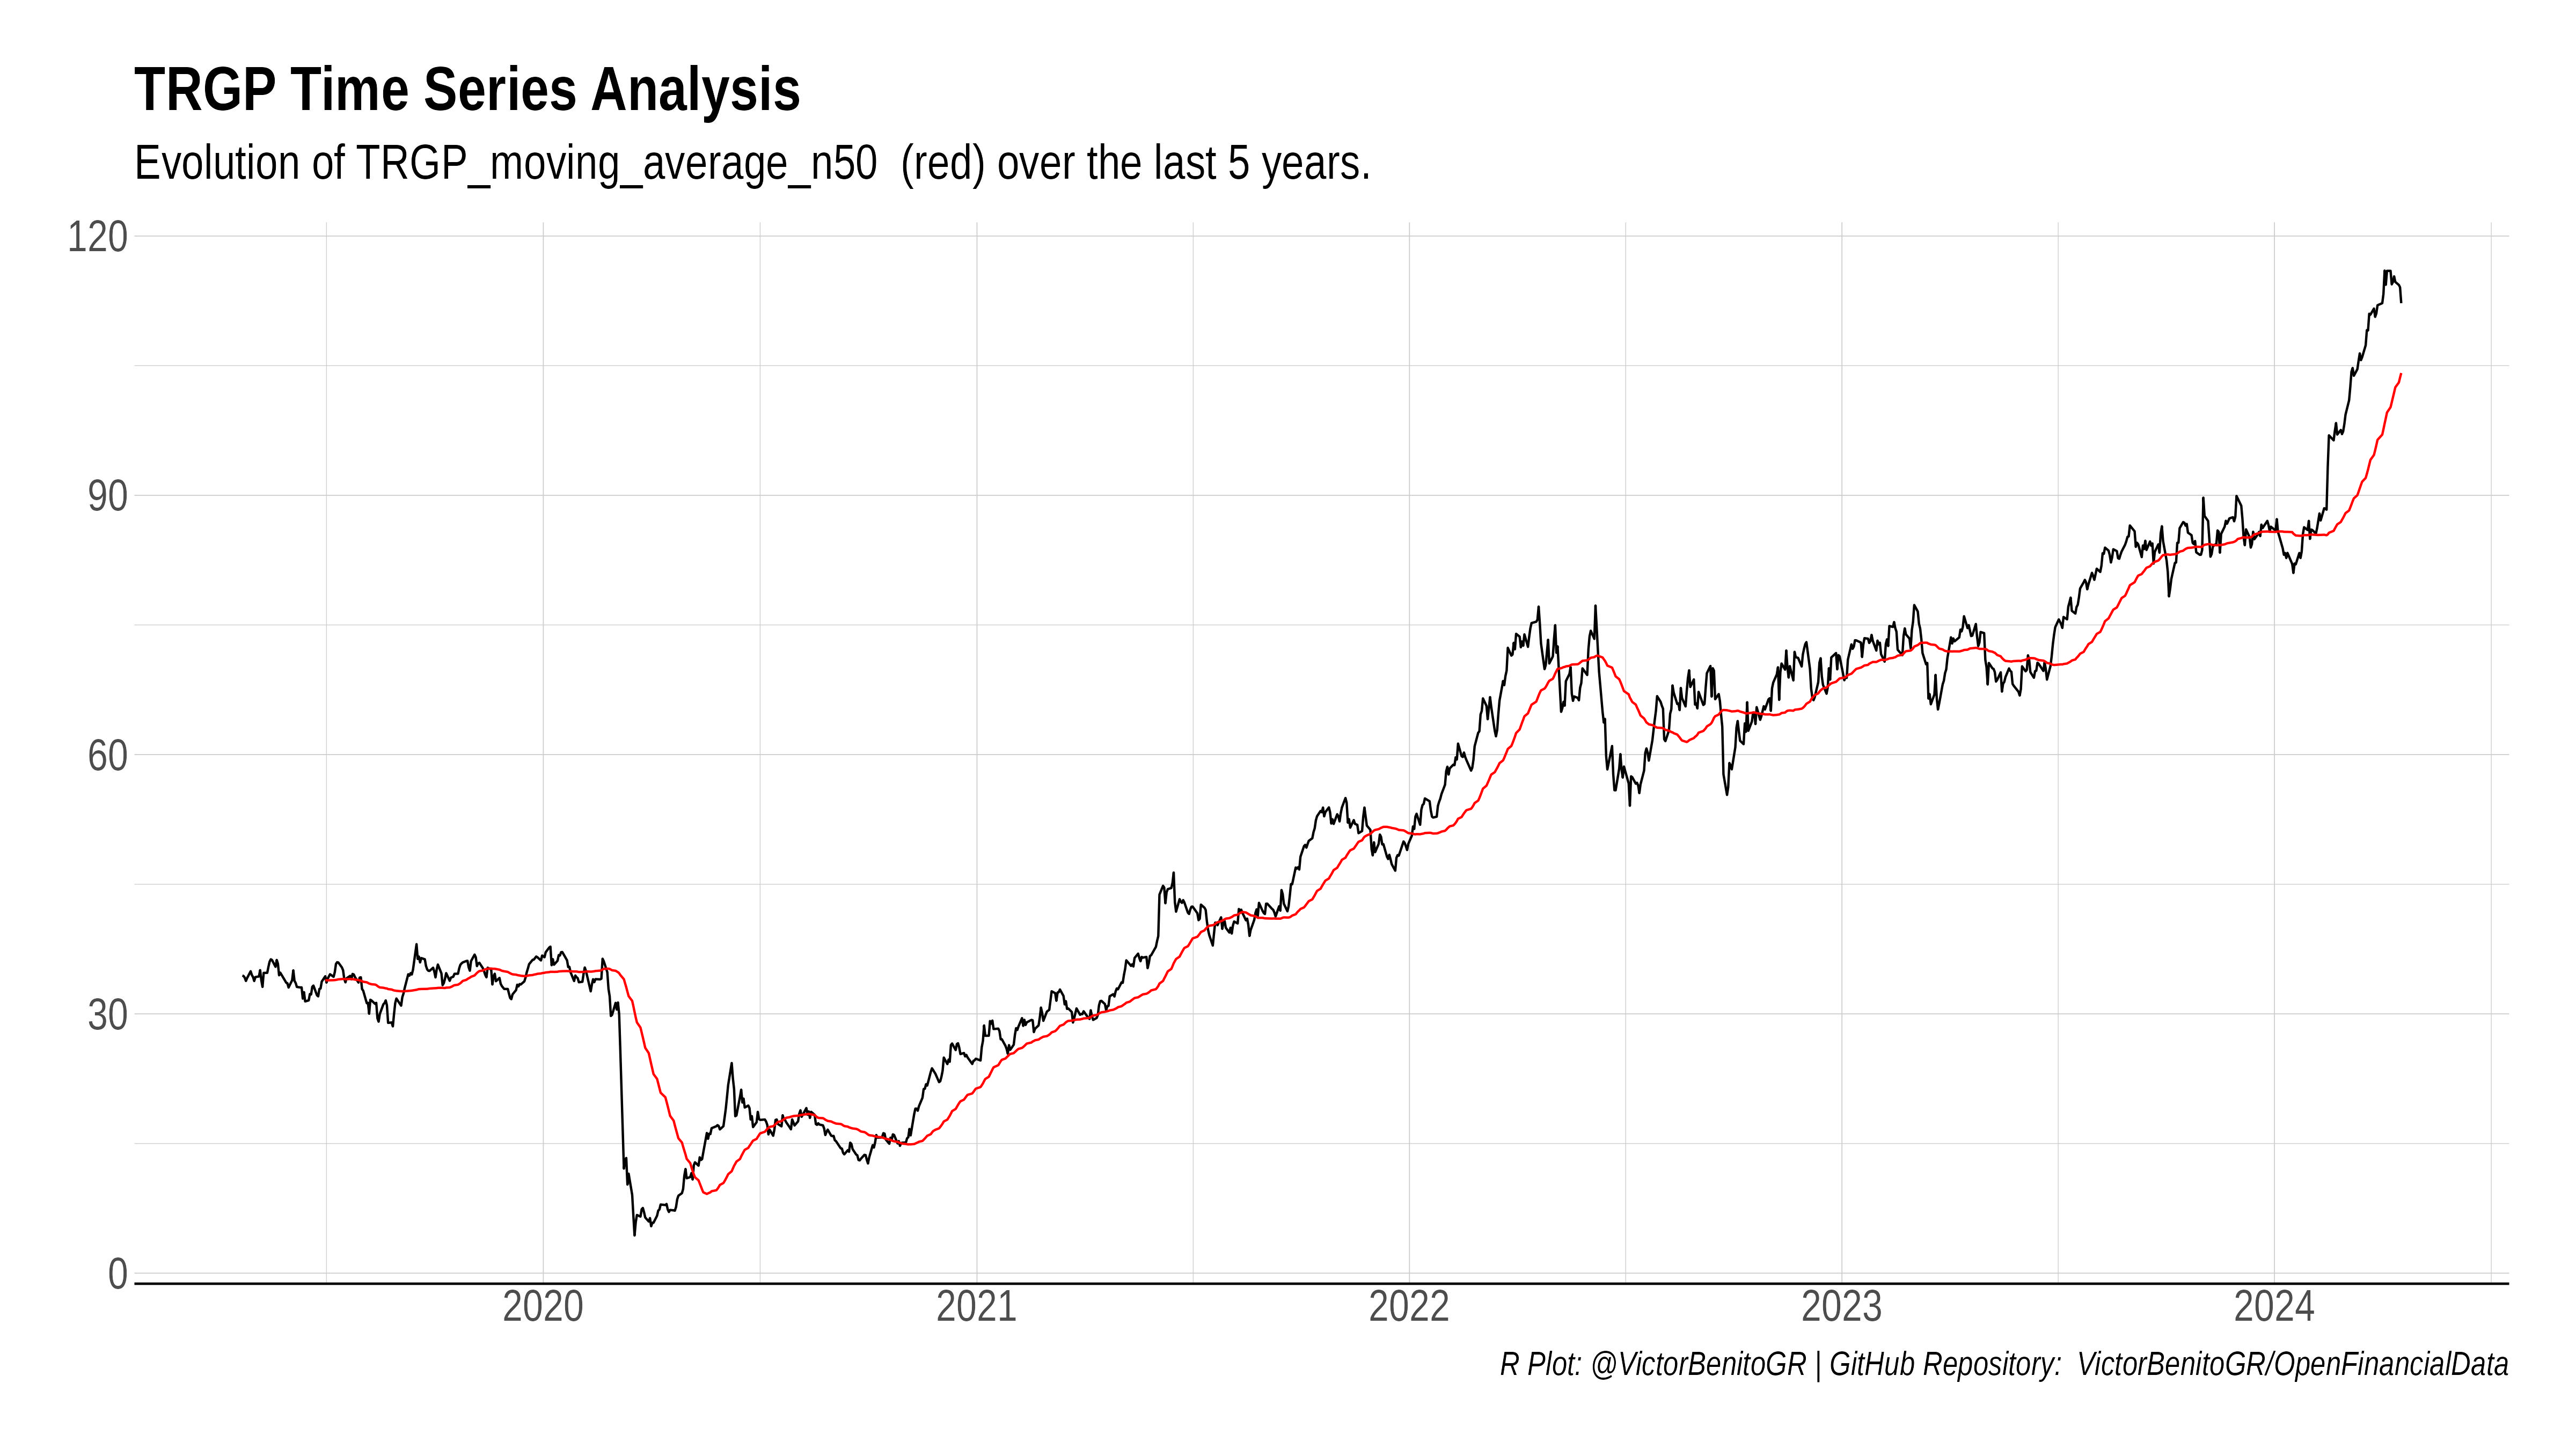 TRGP Time Series Analysis
Evolution of TRGP_moving_average_n50  (red) over the last 5 years.
120
90
60
30
0
2020 2021 2022 2023 2024
R Plot: @VictorBenitoGR | GitHub Repository:  VictorBenitoGR/OpenFinancialData